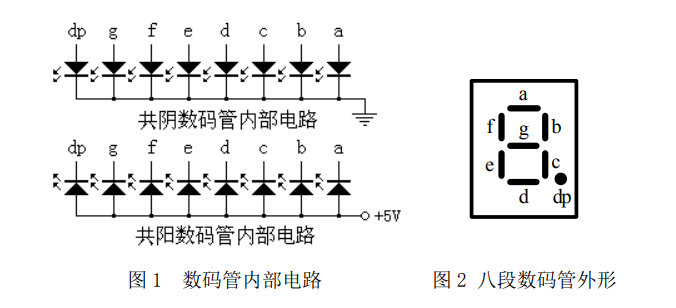 dp g f e d c b a
共阴数码管内部电路
dp g f e d c b a
+5V
共阳数码管内部电路
图 1 数码管内部电路
a
f g b
e c
d dp
图 2 八段数码管外形